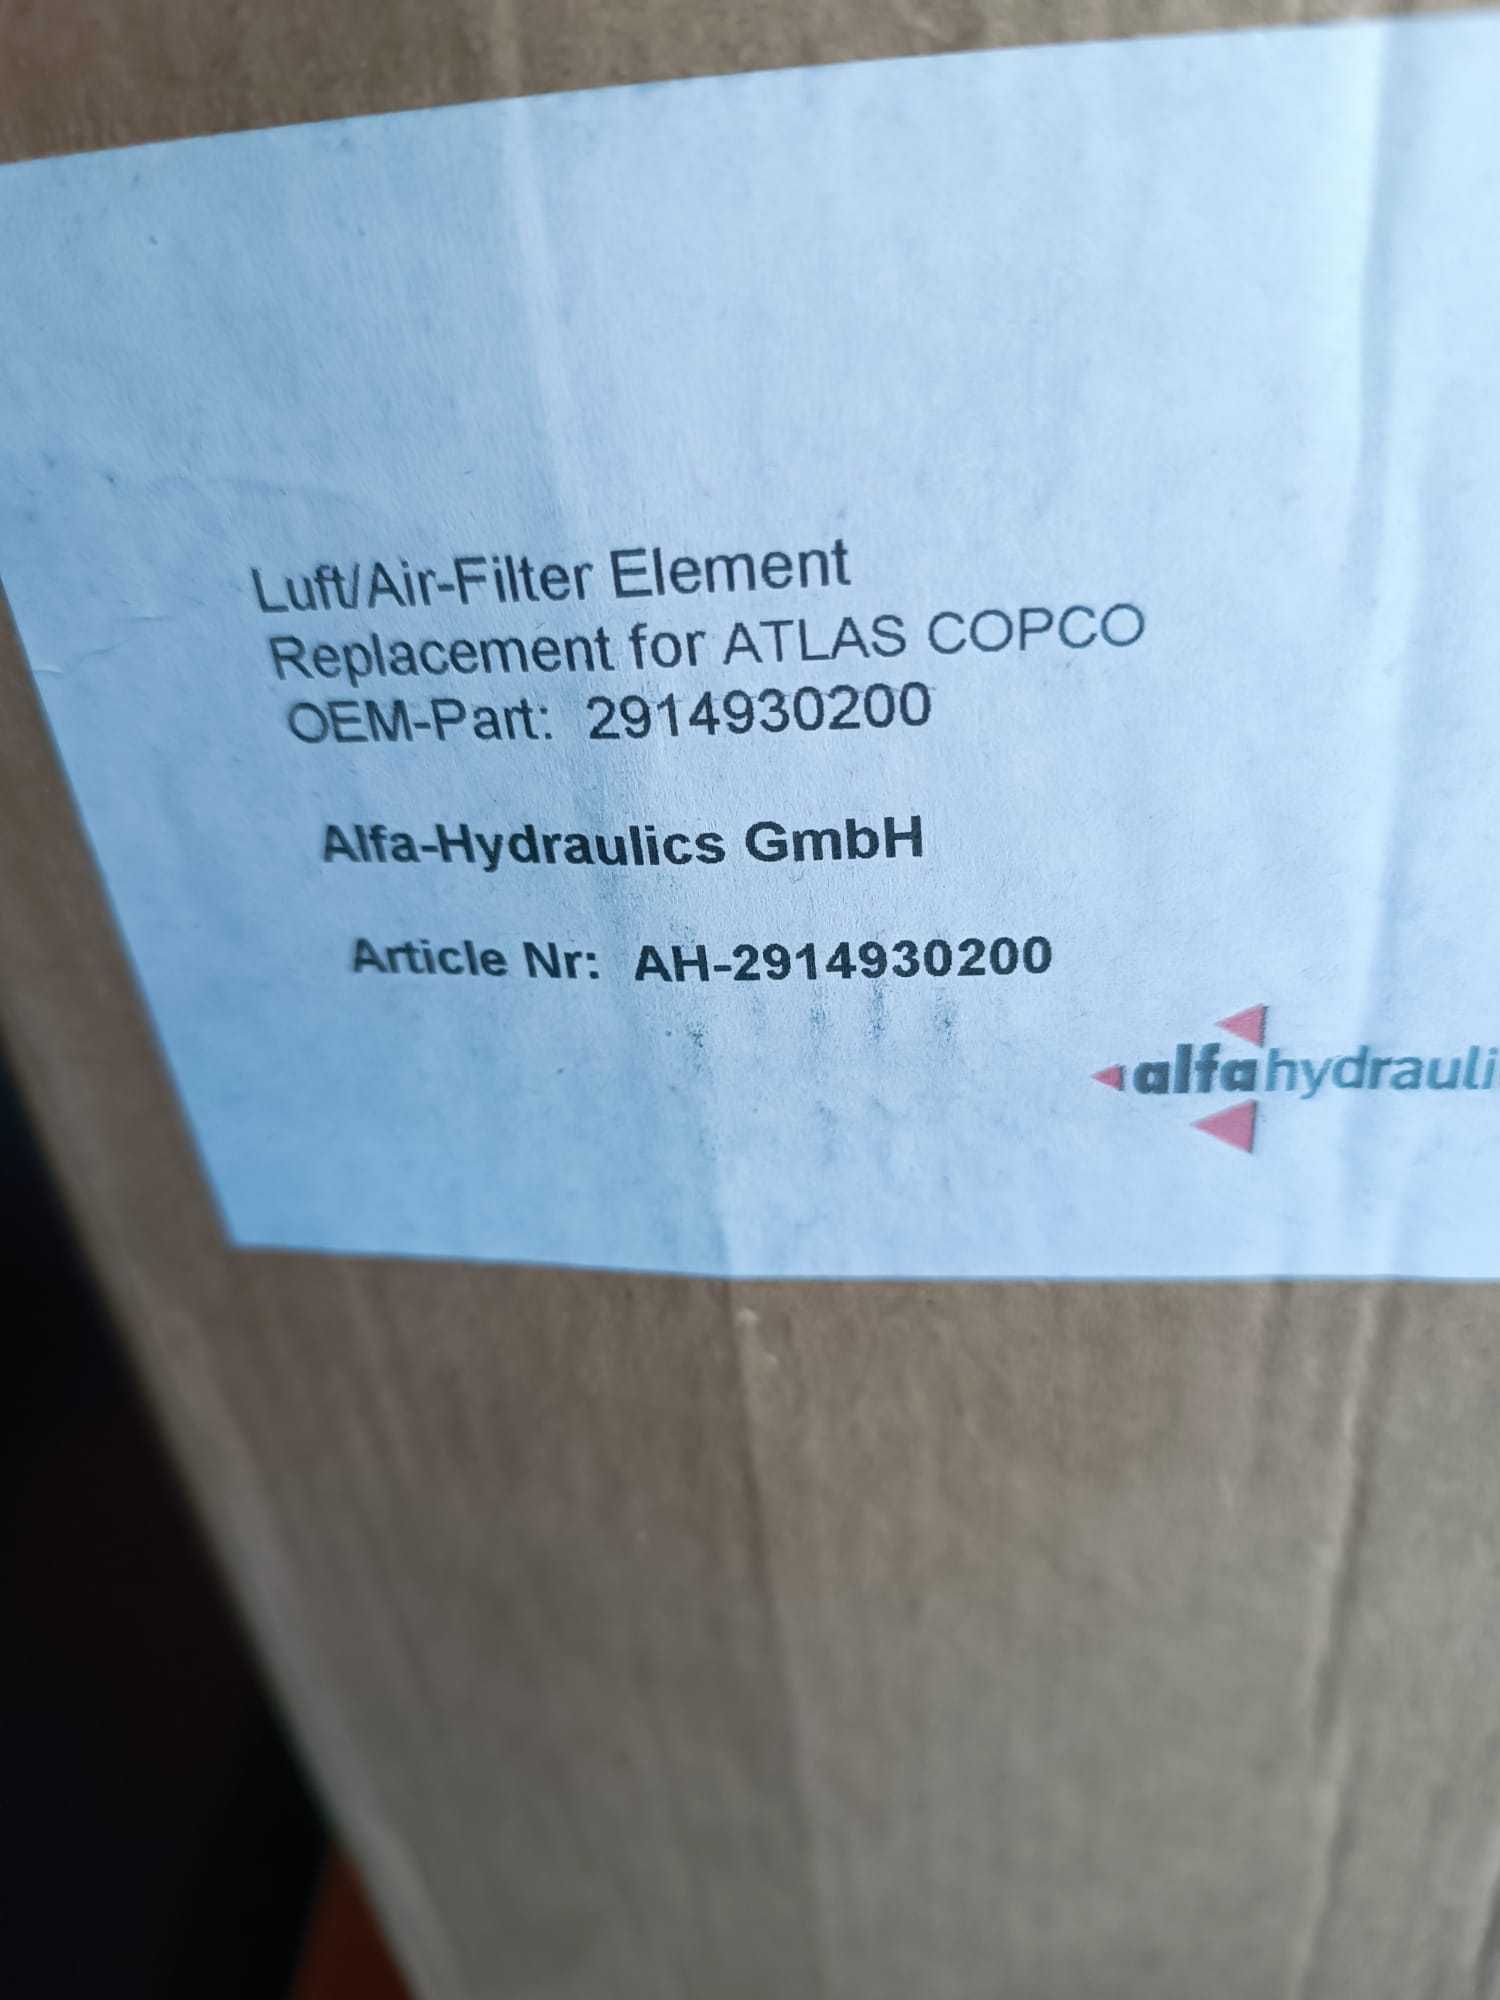 Luft/Air-Filter Element
Replacement for ATLAS COPCO
OEM-Part: 2914930200
Alfa-Hydraulics GmbH
Article Nr: AH-2914930200
alfahydrauli